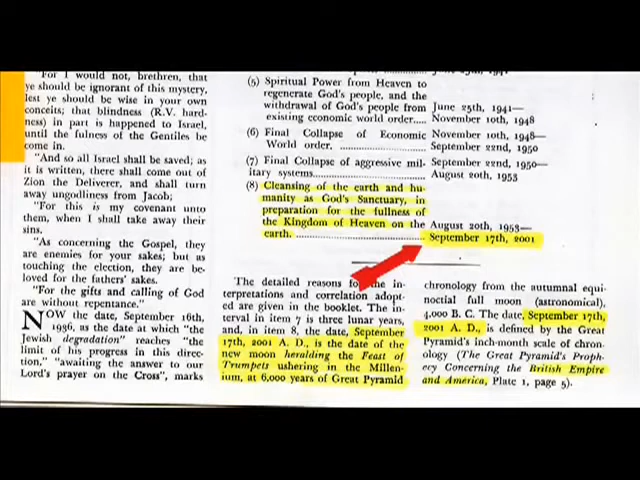 "For I would not, brethren, that
ye should be ignorant of this mystery,
lest ye should be wise in your own
conceits; that blindness (R.V. hard-
ness) in part is happened to Israel,
until the fulness of the Gentiles be
come in.
"And so all Israel shall be saved; as
it is written, there shall come out of
Zion the Deliverer, and shall turn
away ungodliness from Jacob;
"For this is my covenant unto
them, when I shall take away their
sins.
"As concerning the Gospel, they
are enemies for your sakes; but as
touching the election, they are be-
loved for the fathers' sakes.
"For the gifts and calling of God
are without repentance."
NOW the date, September 16th,
1936, as the date at which "the
Jewish degradation" reaches "the
limit of his progress in this direc-
tion, "awaiting the answer to our
Lord's prayer on the Cross", marks
(5) Spiritual Power from Heaven to
regenerate God's people, and the
withdrawal of God's people from
existing economic world order.... June 25th, 1941—
November 10th, 1948
(6) Final Collapse of Economic
World order. .................... November 10th, 1948—
September 22nd, 1950
(7) Final Collapse of aggressive mil-
itary systems.................... September 22nd, 1950—
August 20th, 1953
(8) Cleansing of the earth and hu-
manity as God's Sanctuary, in
preparation for the fullness of
the Kingdom of Heaven on the
earth. .................... August 20th, 1953—
September 17th, 2001
The detailed reasons for the in-
terpretations and correlation adopt-
ed are given in the booklet. The in-
terval in item 7 is three lunar years,
and, in item 8, the date, September
17th, 2001 A. D., is the date of the
new moon heralding the Feast of
Trumpets ushering in the Millen-
ium, at 6,000 years of Great Pyramid
chronology from the autumnal equi-
noctial full moon (astronomical),
4,000 B. C. The date, September 17th,
2001 A. D., is defined by the Great
Pyramid's inch-month scale of chron-
ology (The Great Pyramid's Proph-
ecy Concerning the British Empire
and America, Plate 1, page 5).